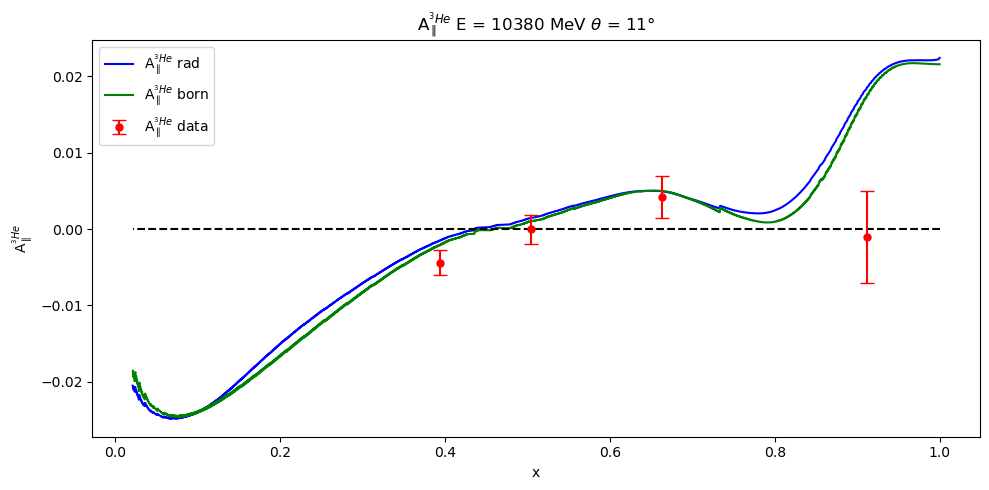 A∥³ᴴᵉ E = 10380 MeV θ = 11°
A∥³ᴴᵉ rad
A∥³ᴴᵉ born
A∥³ᴴᵉ data
A∥³ᴴᵉ
0.02
0.01
0.00
−0.01
−0.02
0.0 0.2 0.4 0.6 0.8 1.0
x